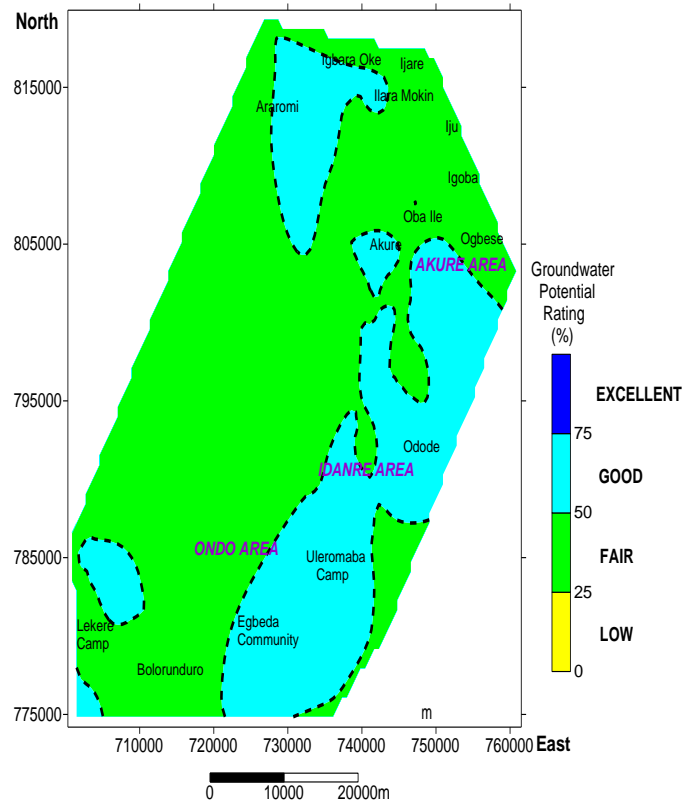 North
815000
805000
795000
785000
775000
Igbara Oke
Ijare
Araromi
Ilara Mokin
Iju
Igoba
Oba Ile
Akure
Ogbese
AKURE AREA
Odode
IDANRE AREA
ONDO AREA
Uleromaba
Camp
Egbeda
Community
Lekere
Camp
Bolorunduro
m
710000
720000
730000
740000
750000
760000
East
0
10000
20000m
Groundwater
Potential
Rating
(%)
EXCELLENT
75
GOOD
50
FAIR
25
LOW
0